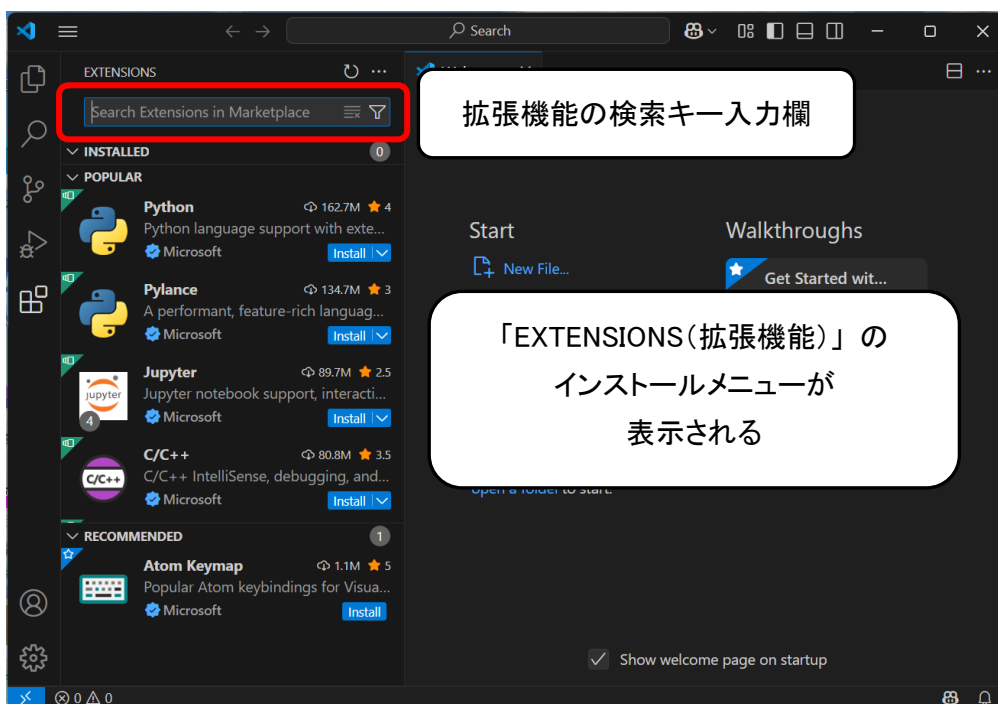 Search
EXTENSIONS
Search Extensions in Marketplace
拡張機能の検索キー入力欄
INSTALLED
0
POPULAR
Python 162.7M 4
Python language support with exte...
Microsoft Install
Pylance 134.7M 3
A performant, feature-rich languag...
Microsoft Install
Jupyter 89.7M 2.5
jupyter
Jupyter notebook support, interacti...
4
Microsoft Install
C/C++ 80.8M 3.5
C/C++
C/C++ IntelliSense, debugging, and...
Microsoft Install
RECOMMENDED
1
Atom Keymap 1.1M 5
Popular Atom keybindings for Visua...
Microsoft Install
Start
New File...
Walkthroughs
Get Started wit...
「EXTENSIONS(拡張機能)」の
インストールメニューが
表示される
open a folder to start.
Show welcome page on startup
0 0